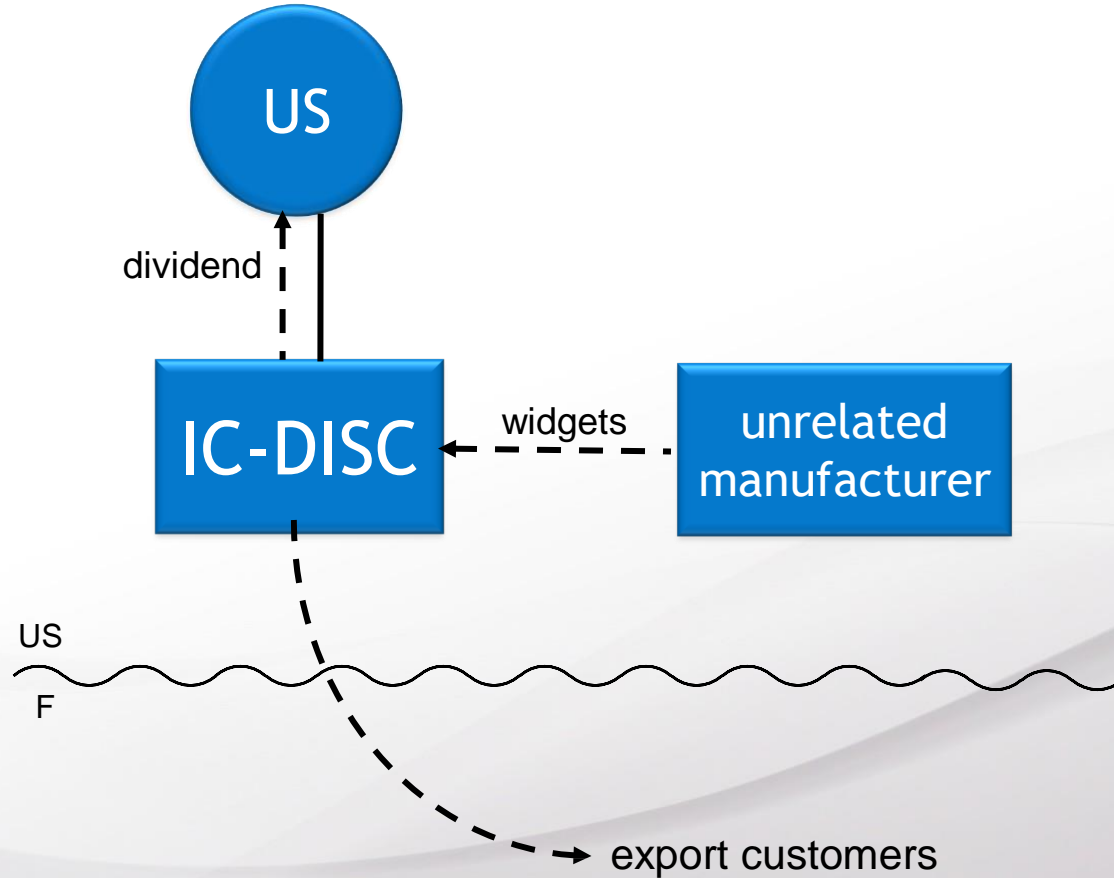 US
dividend
IC-DISC
widgets
unrelated
manufacturer
US
F
export customers